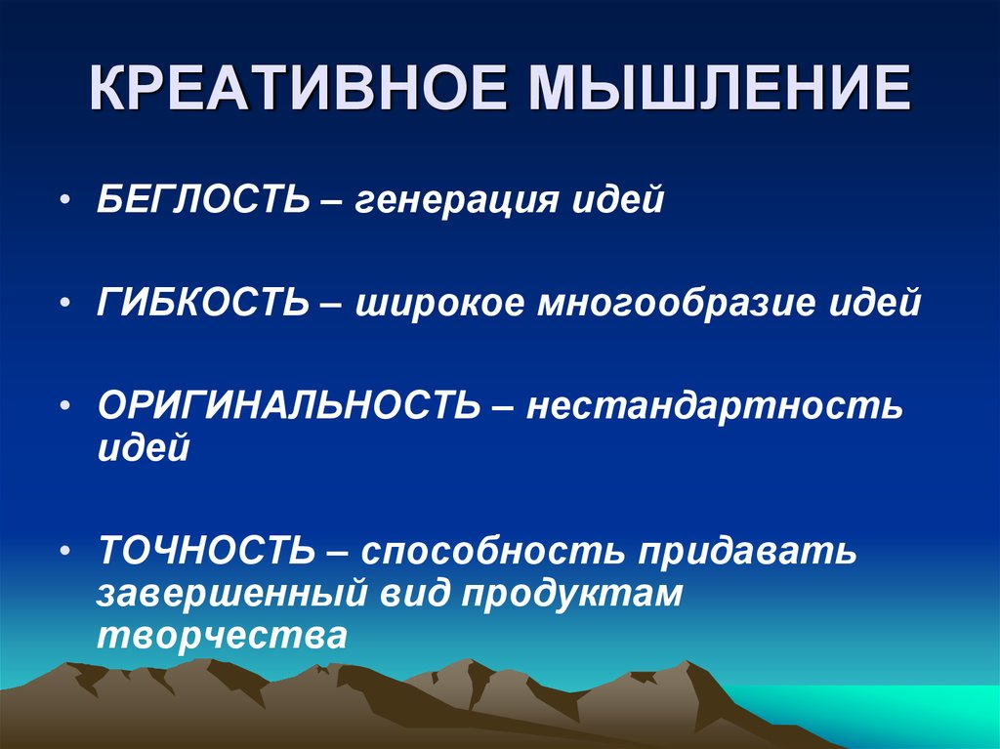 КРЕАТИВНОЕ МЫШЛЕНИЕ
• БЕГЛОСТЬ – генерация идей
• ГИБКОСТЬ – широкое многообразие идей
• ОРИГИНАЛЬНОСТЬ – нестандартность
идей
• ТОЧНОСТЬ – способность придавать
завершенный вид продуктам
творчества